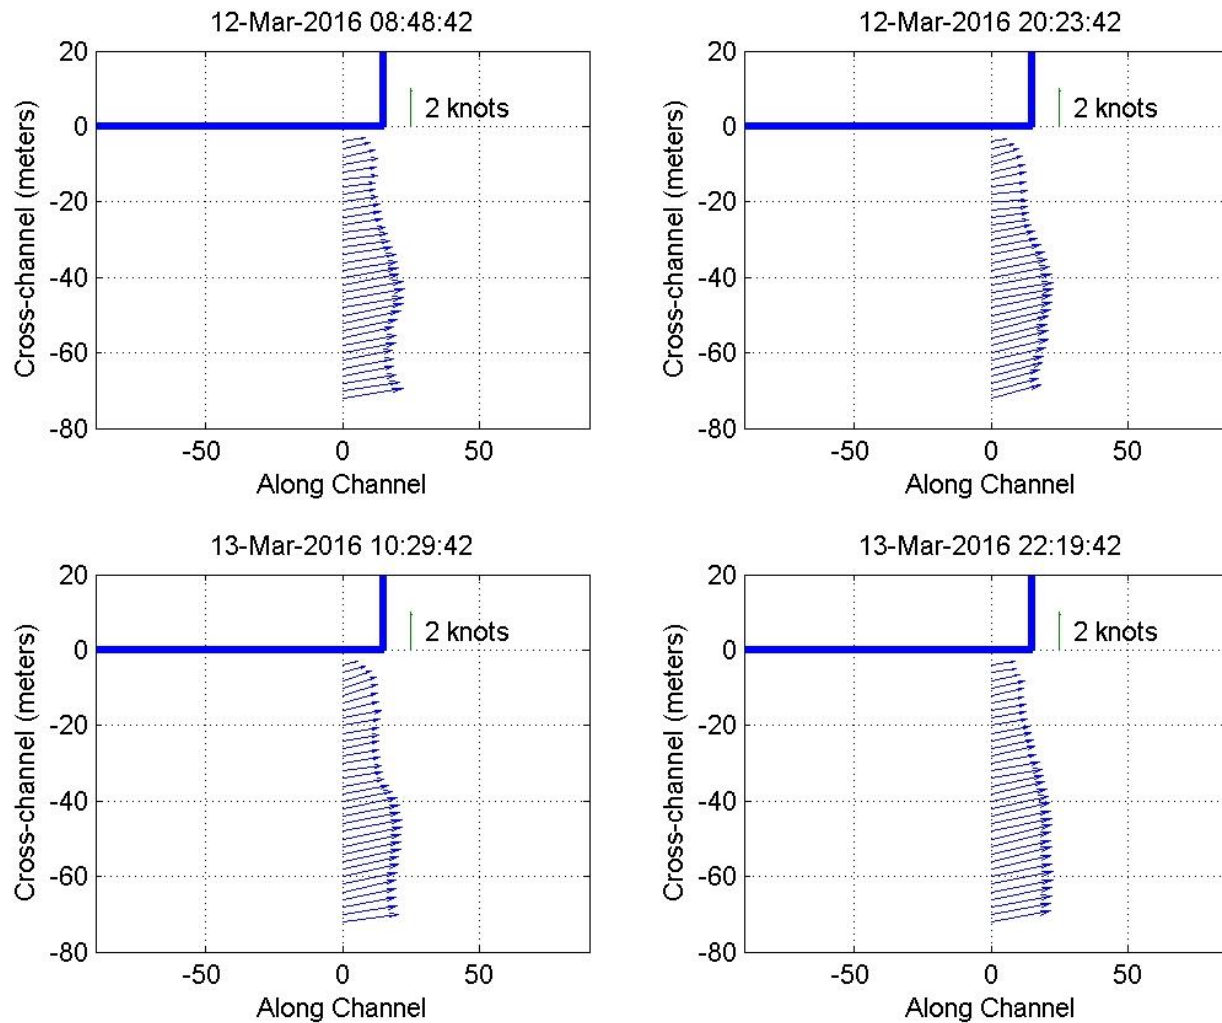 12-Mar-2016 08:48:42
20
0
-20
-40
-60
-80
Cross-channel (meters)
2 knots
-50
0
50
Along Channel
12-Mar-2016 20:23:42
20
0
-20
-40
-60
-80
Cross-channel (meters)
2 knots
-50
0
50
Along Channel
13-Mar-2016 10:29:42
20
0
-20
-40
-60
-80
Cross-channel (meters)
2 knots
-50
0
50
Along Channel
13-Mar-2016 22:19:42
20
0
-20
-40
-60
-80
Cross-channel (meters)
2 knots
-50
0
50
Along Channel